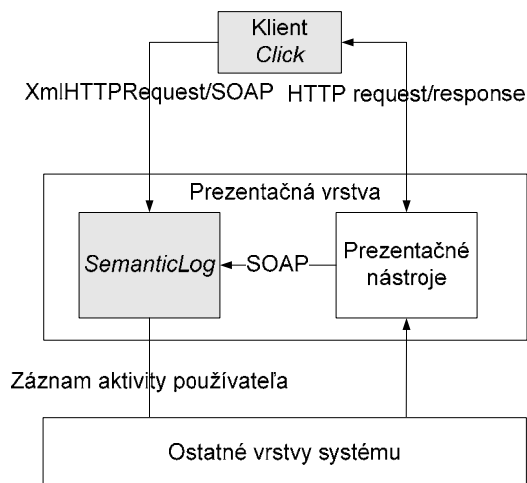 Klient
Click
XmlHTTPRequest/SOAP
HTTP request/response
Prezentačná vrstva
SemanticLog
SOAP
Prezentačné
nástroje
Záznam aktivity používateľa
Ostatné vrstvy systému